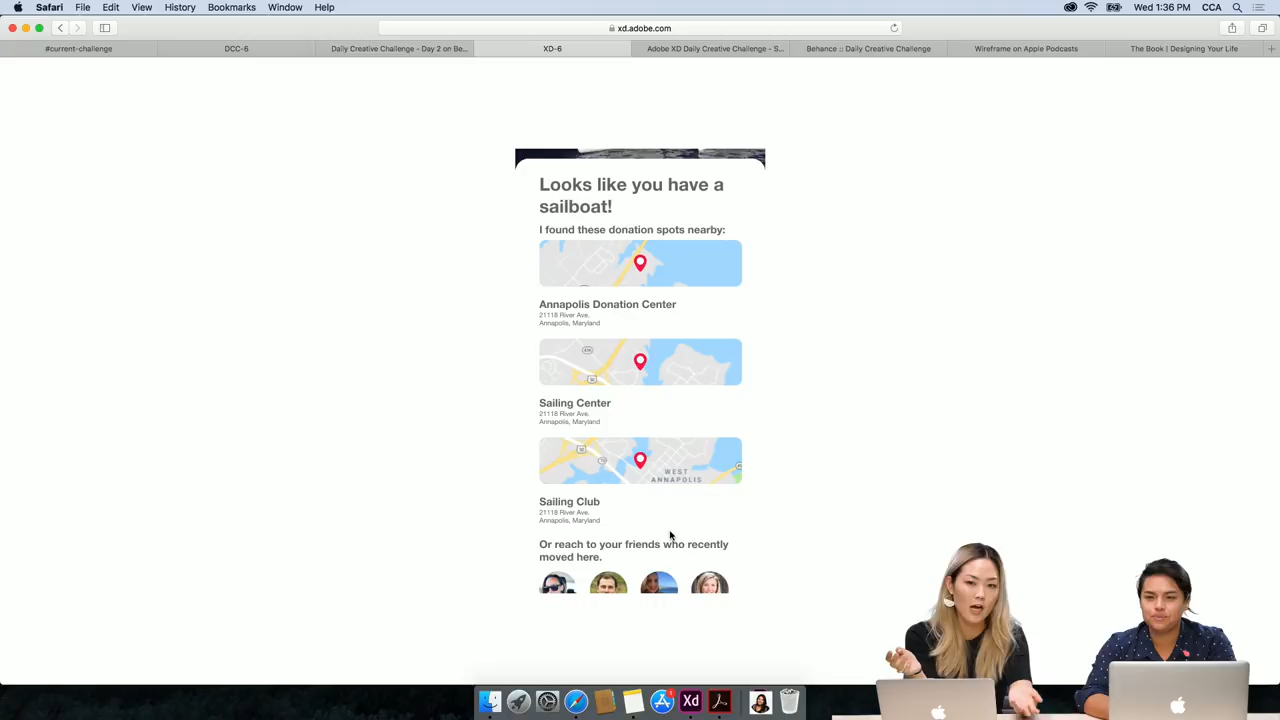 Safari File Edit View History Bookmarks Window Help Wed 1:36 PM CCA
xd.adobe.com
#current-challenge DCC-6 Daily Creative Challenge - Day 2 on Be... XD-6 Adobe XD Daily Creative Challenge - S... Behance :: Daily Creative Challenge Wireframe on Apple Podcasts The Book | Designing Your Life
Looks like you have a
sailboat!
I found these donation spots nearby:
Annapolis Donation Center
21118 River Ave.
Annapolis, Maryland
Sailing Center
21118 River Ave.
Annapolis, Maryland
WEST
ANNAPOLIS
Sailing Club
21118 River Ave.
Annapolis, Maryland
Or reach to your friends who recently
moved here.
Xd